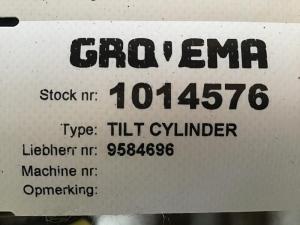 GRO'EMA
Stock nr: 1014576
Type: TILT CYLINDER
Liebherr nr: 9584696
Machine nr:
Opmerking: